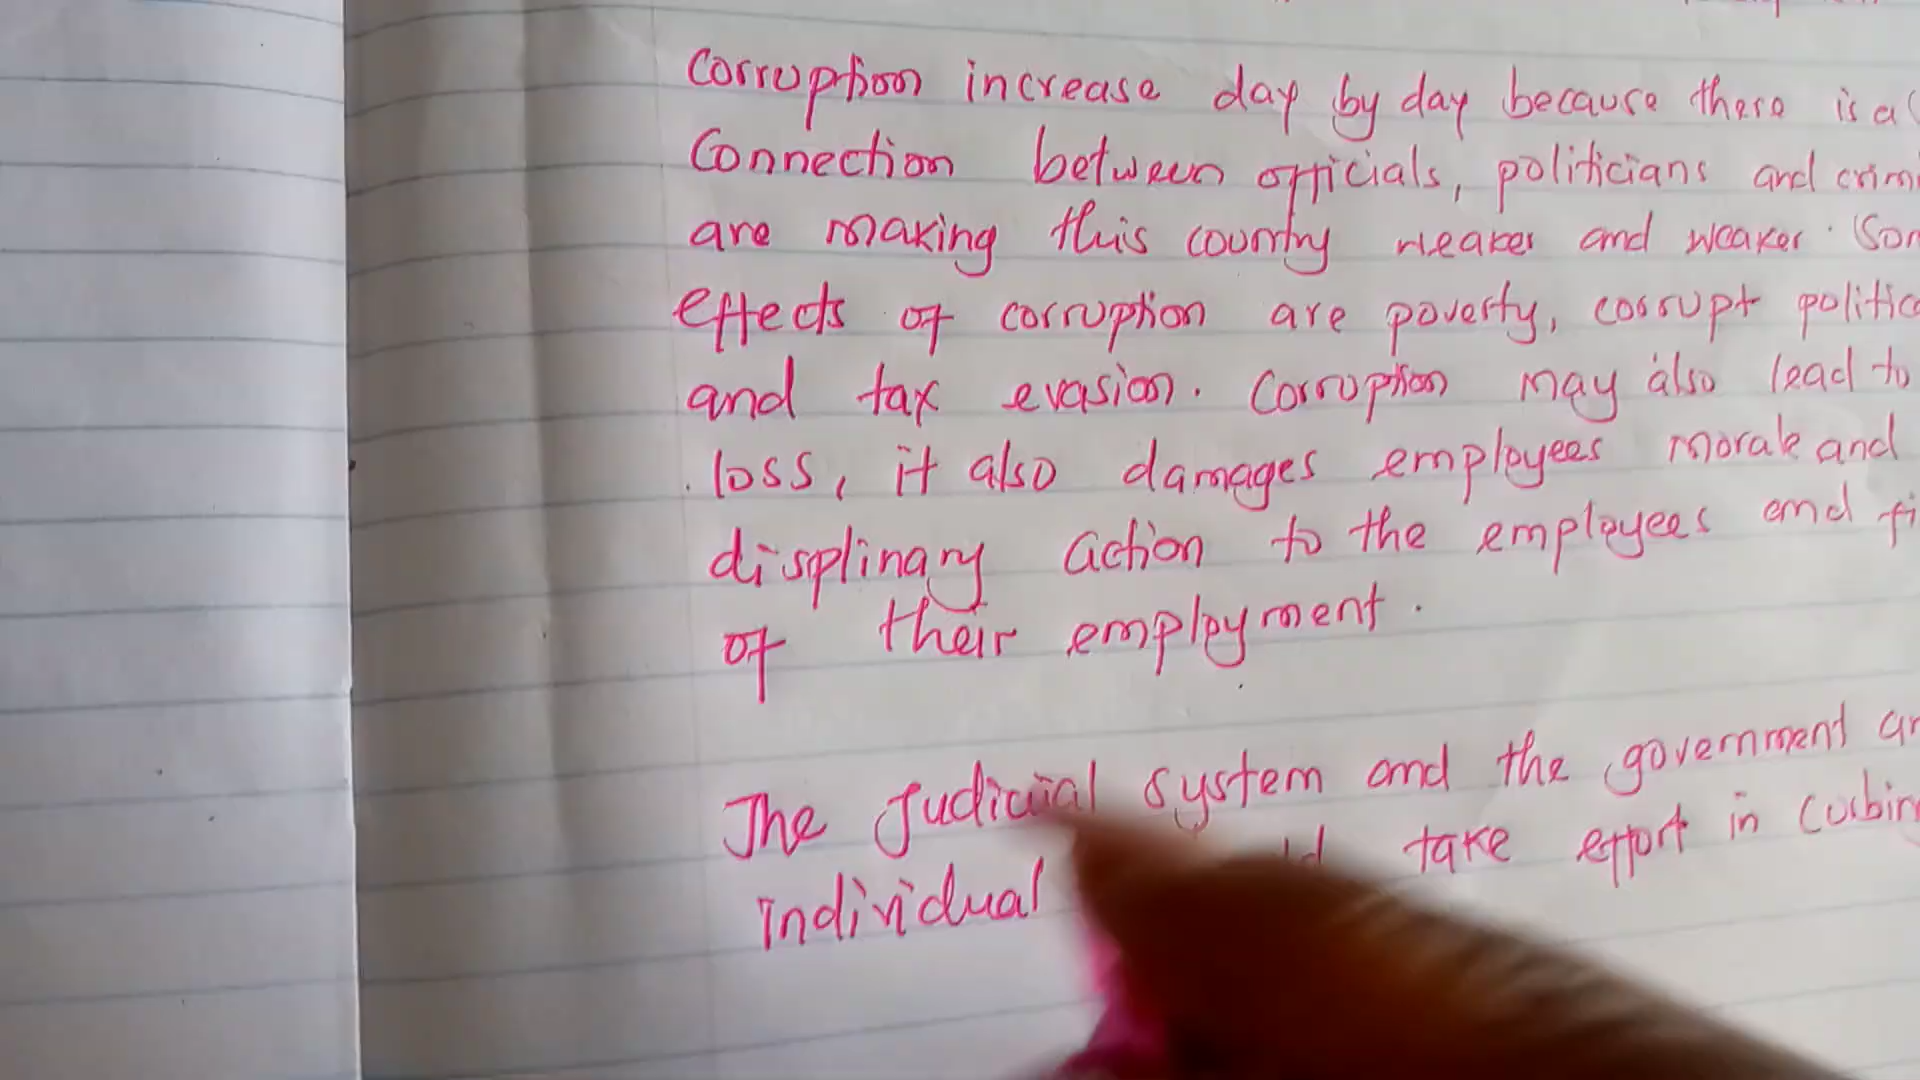 Corruption increase day by day because there is a
Connection between officials, politicians and
are making this country weaker and weaker.
effects of corruption are poverty, corrupt
and tax evasion. Corruption may also lead to
loss, it also damages employees morale and
displinary action to the employees and
of their employment.
The Judicial system and the government
individual take effort in